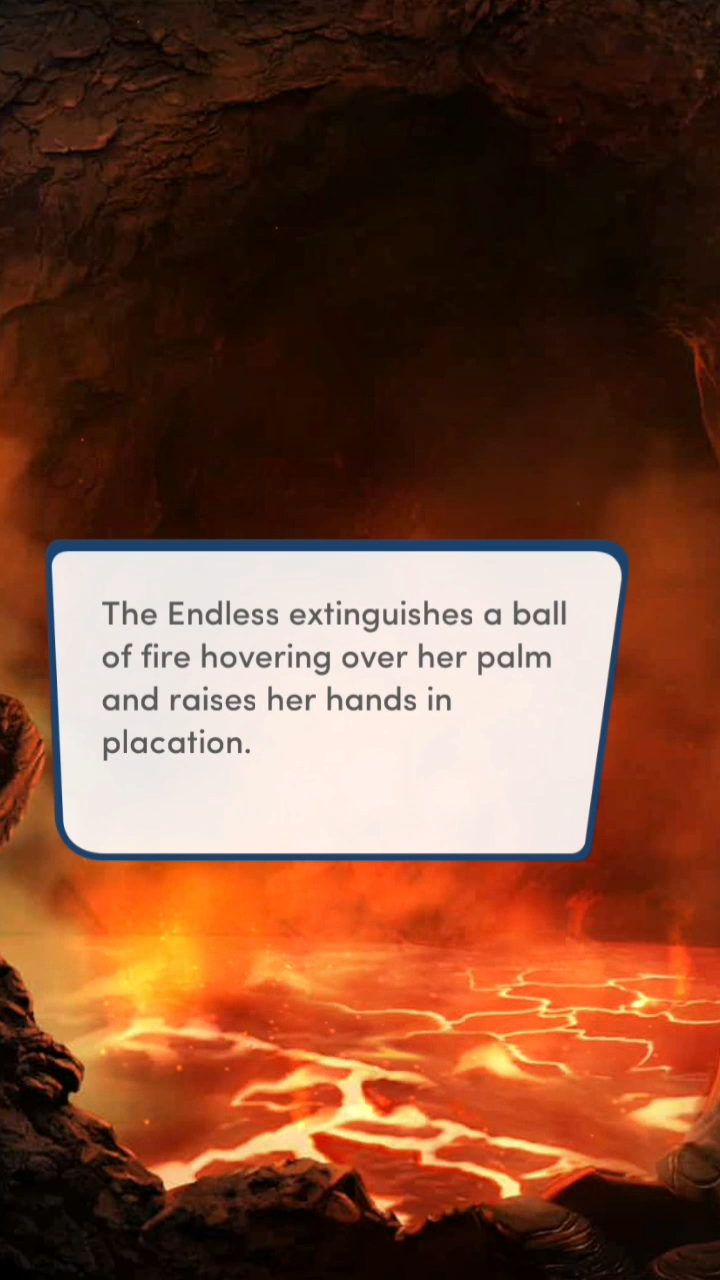 The Endless extinguishes a ball
of fire hovering over her palm
and raises her hands in
placation.